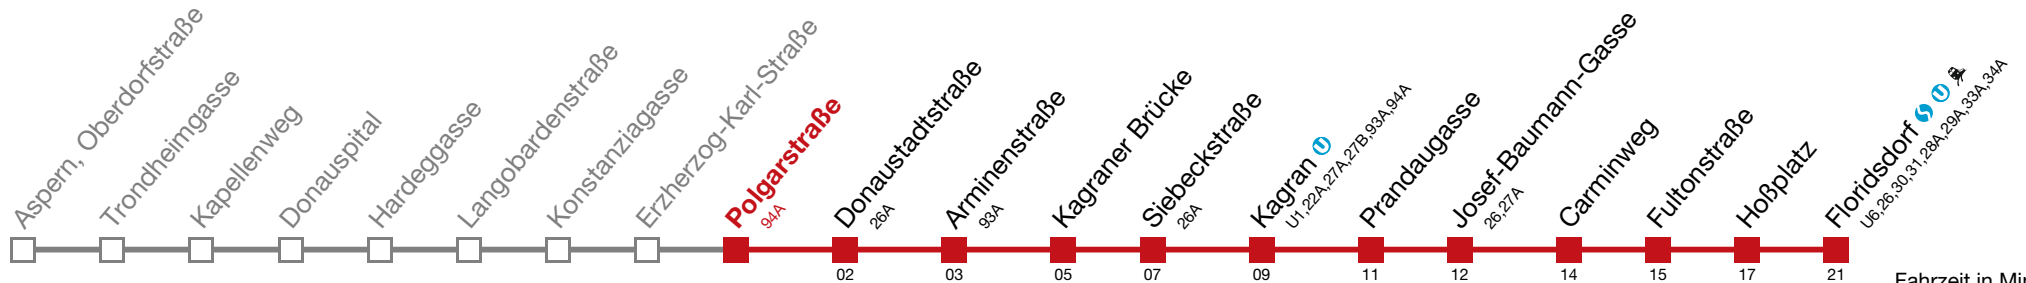 Aspern, Oberdorfstraße
Trondheimgasse
Kapellenweg
Donauspital
Hardeggasse
Langobardenstraße
Konstanziagasse
Erzherzog-Karl-Straße
Polgarstraße
94A
Donaustadtstraße
26A
02
Arminenstraße
93A
03
Kagraner Brücke
05
Siebeckstraße
26A
07
Kagran U
U1,22A,27A,27B,93A,94A
09
Prandaugasse
11
Josef-Baumann-Gasse
26,27A
12
Carminweg
14
Fultonstraße
15
Hoßplatz
17
Floridsdorf S U
U6,26,30,31,28A,29A,33A,34A
21
Fahrzeit in